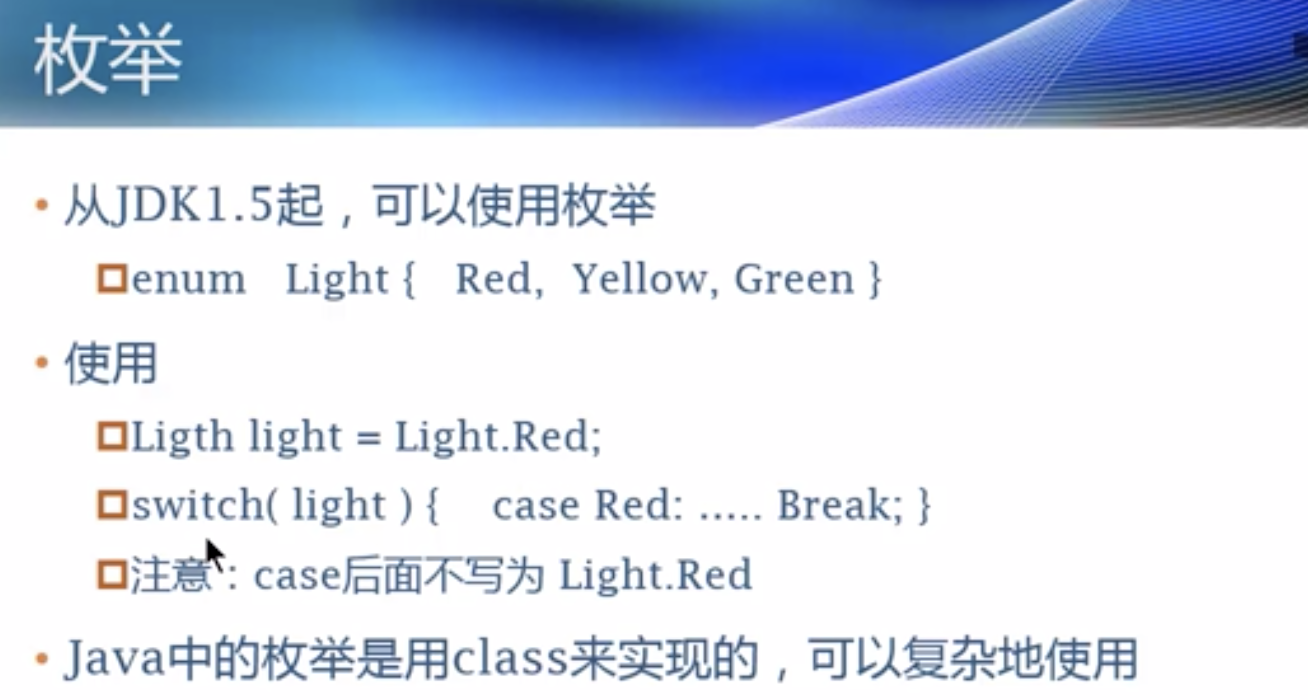 枚举
从JDK1.5起，可以使用枚举
enum Light { Red, Yellow, Green }
使用
Ligth light = Light.Red;
switch( light ) { case Red: ..... Break; }
注意：case后面不写为 Light.Red
Java中的枚举是用class来实现的，可以复杂地使用